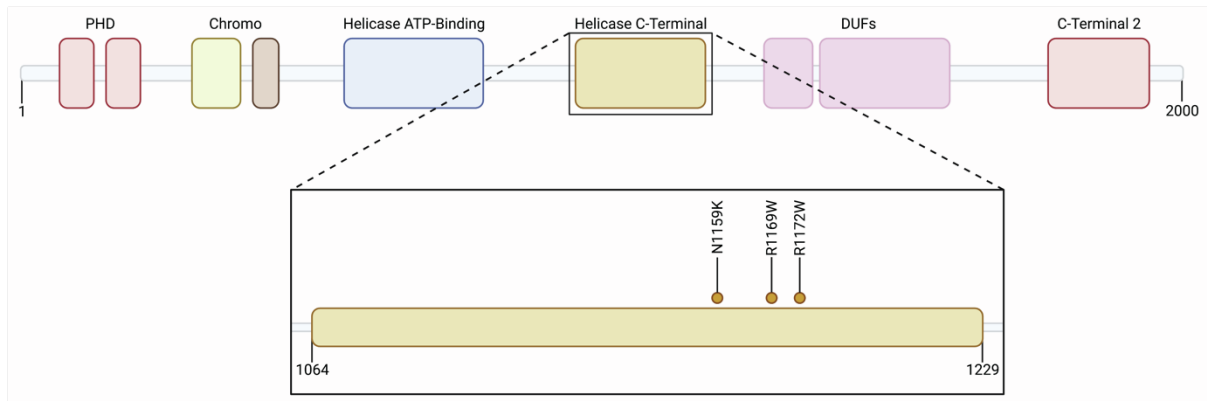 PHD
Chromo
Helicase ATP-Binding
Helicase C-Terminal
DUFs
C-Terminal 2
1
2000
N1159K
R1169W
R1172W
1064
1229